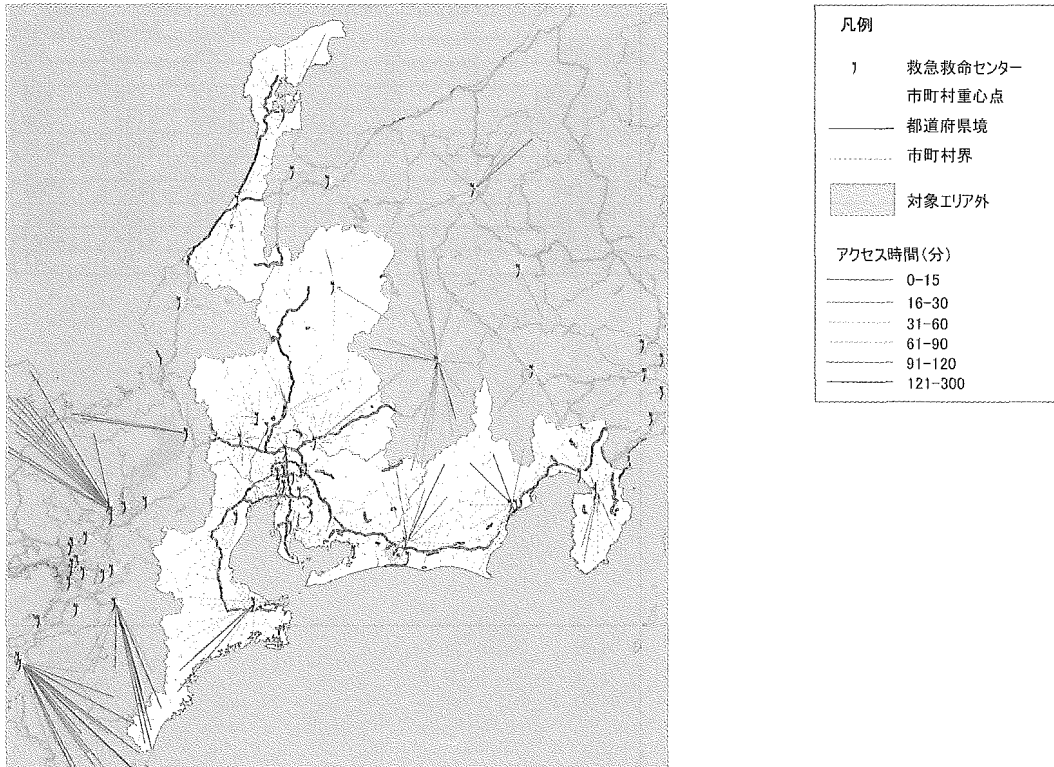 凡例
救急救命センター
市町村重心点
都道府県境
市町村界
対象エリア外
アクセス時間(分)
0-15
16-30
31-60
61-90
91-120
121-300